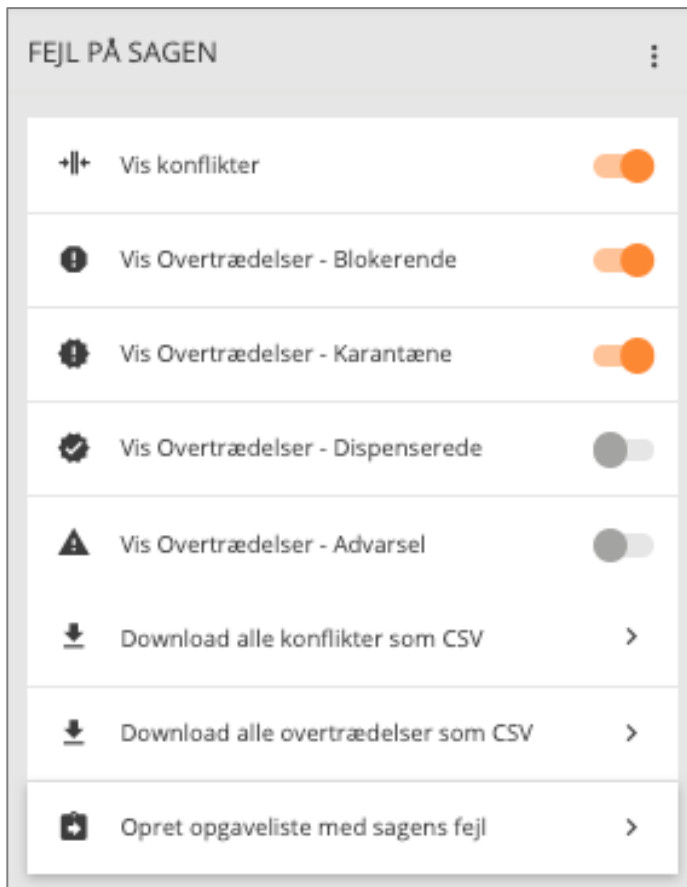 FEJL PÅ SAGEN
Vis konflikter
Vis Overtrædelser - Blokerende
Vis Overtrædelser - Karantæne
Vis Overtrædelser - Dispenserede
Vis Overtrædelser - Advarsel
Download alle konflikter som CSV
Download alle overtrædelser som CSV
Opret opgaveliste med sagens fejl